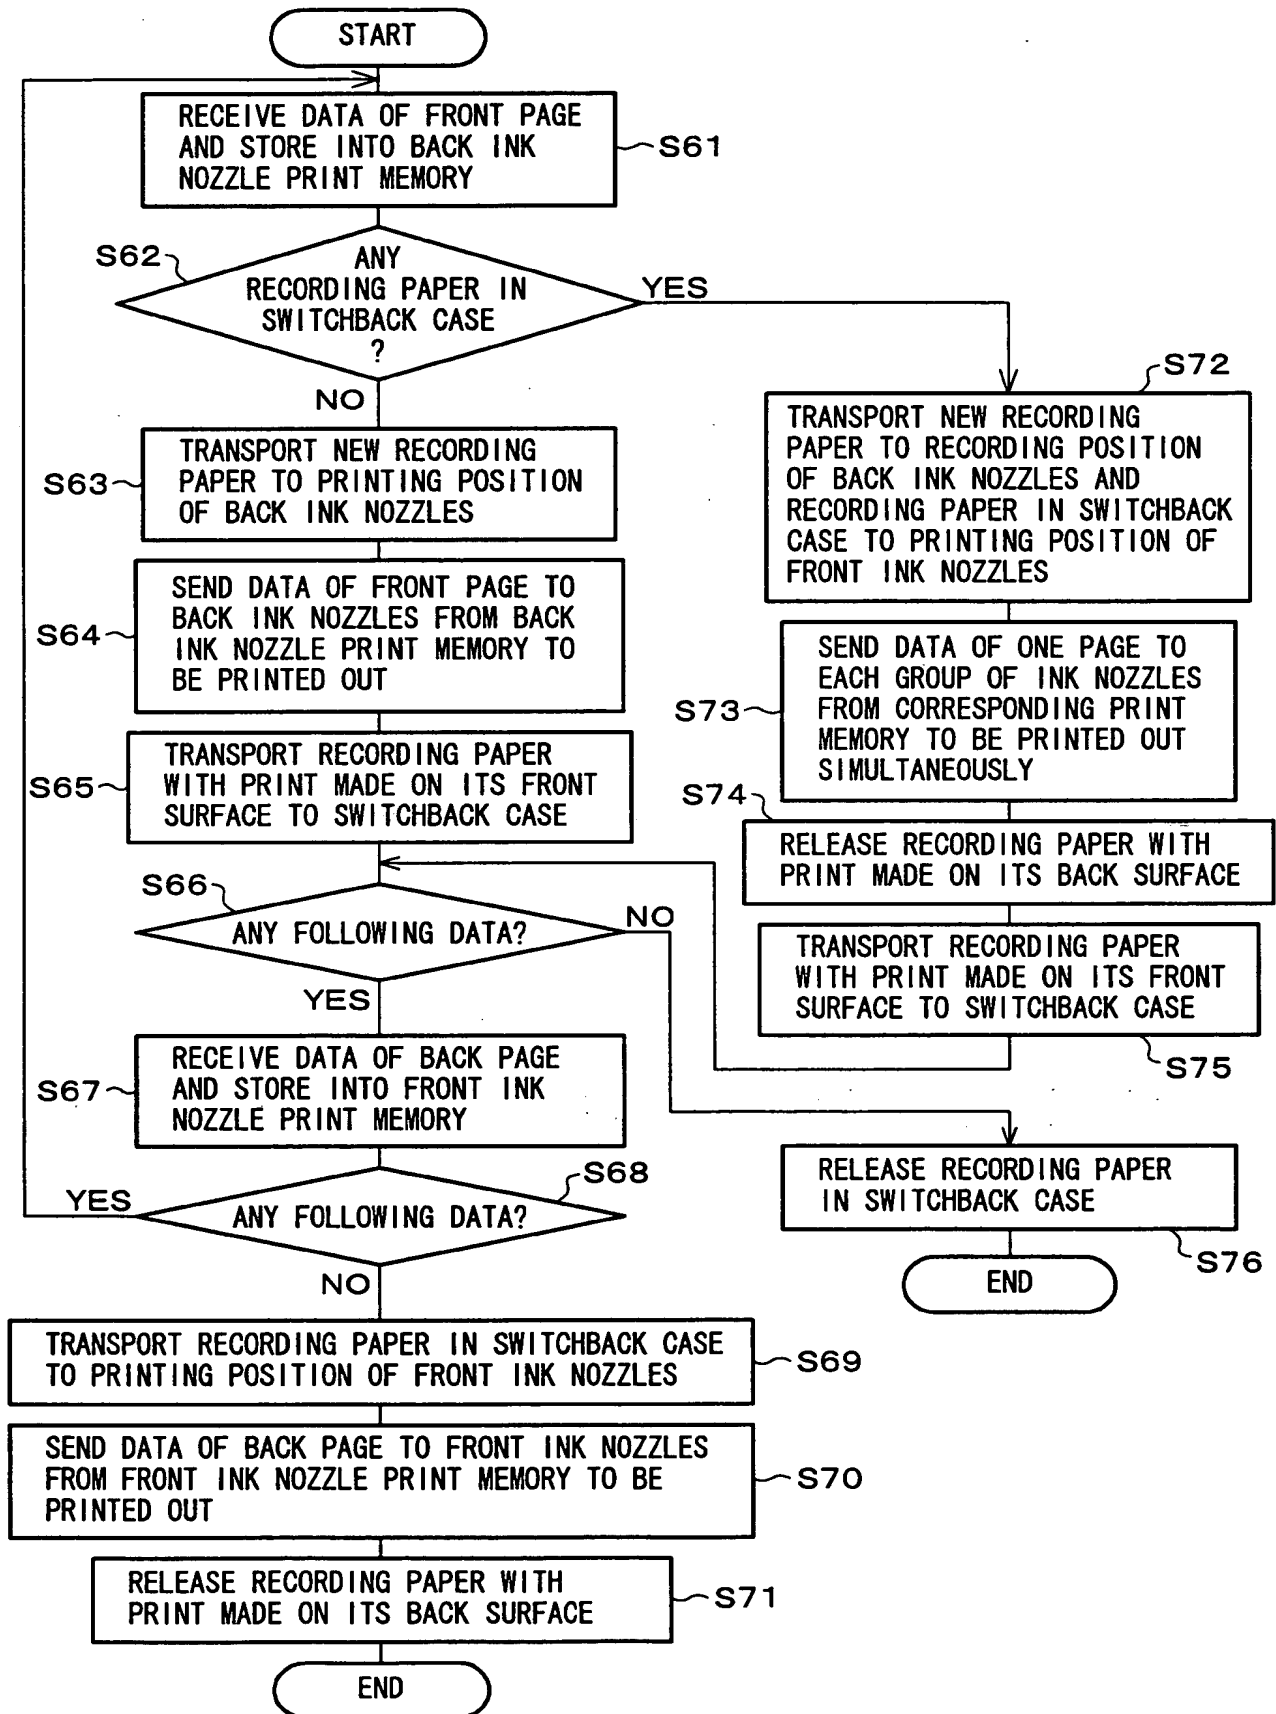 START
RECEIVE DATA OF FRONT PAGE
AND STORE INTO BACK INK
NOZZLE PRINT MEMORY
S61
S62
ANY
RECORDING PAPER IN
SWITCHBACK CASE
?
YES
NO
S63
TRANSPORT NEW RECORDING
PAPER TO PRINTING POSITION
OF BACK INK NOZZLES
S64
SEND DATA OF FRONT PAGE TO
BACK INK NOZZLES FROM BACK
INK NOZZLE PRINT MEMORY TO
BE PRINTED OUT
S65
TRANSPORT RECORDING PAPER
WITH PRINT MADE ON ITS FRONT
SURFACE TO SWITCHBACK CASE
S66
ANY FOLLOWING DATA?
NO
YES
S67
RECEIVE DATA OF BACK PAGE
AND STORE INTO FRONT INK
NOZZLE PRINT MEMORY
S68
YES
ANY FOLLOWING DATA?
NO
TRANSPORT RECORDING PAPER IN SWITCHBACK CASE
TO PRINTING POSITION OF FRONT INK NOZZLES
S69
SEND DATA OF BACK PAGE TO FRONT INK NOZZLES
FROM FRONT INK NOZZLE PRINT MEMORY TO BE
PRINTED OUT
S70
RELEASE RECORDING PAPER WITH
PRINT MADE ON ITS BACK SURFACE
S71
END
S72
TRANSPORT NEW RECORDING
PAPER TO RECORDING POSITION
OF BACK INK NOZZLES AND
RECORDING PAPER IN SWITCHBACK
CASE TO PRINTING POSITION OF
FRONT INK NOZZLES
S73
SEND DATA OF ONE PAGE TO
EACH GROUP OF INK NOZZLES
FROM CORRESPONDING PRINT
MEMORY TO BE PRINTED OUT
SIMULTANEOUSLY
S74
RELEASE RECORDING PAPER WITH
PRINT MADE ON ITS BACK SURFACE
TRANSPORT RECORDING PAPER
WITH PRINT MADE ON ITS FRONT
SURFACE TO SWITCHBACK CASE
S75
RELEASE RECORDING PAPER
IN SWITCHBACK CASE
S76
END